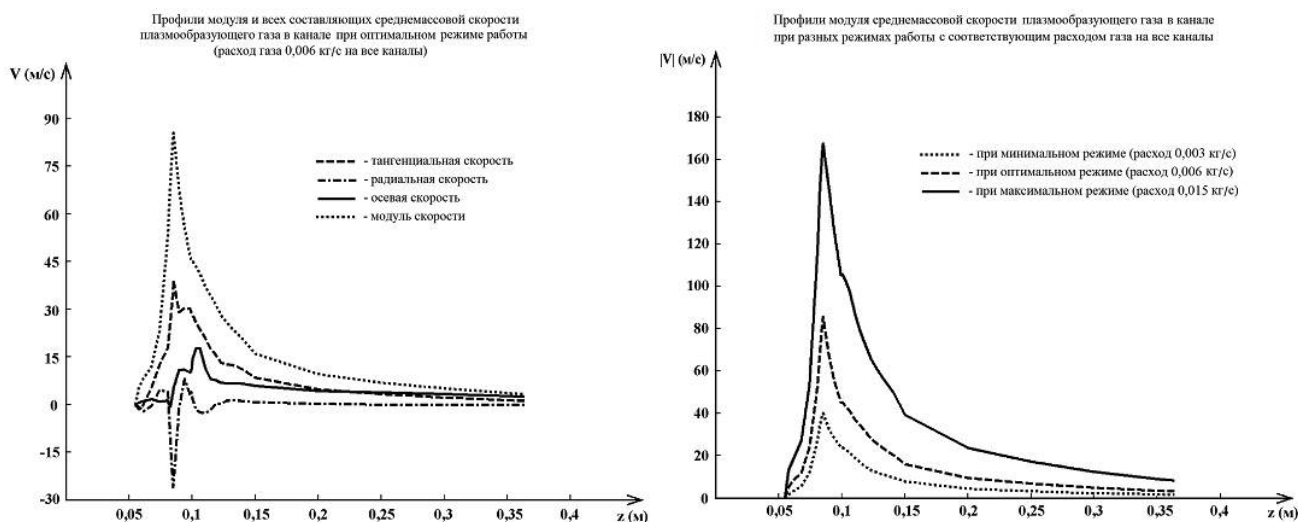 Профили модуля и всех составляющих среднемассовой скорости
плазмообразующего газа в канале при оптимальном режиме работы
(расход газа 0,006 кг/с на все каналы)
V (м/с)
90
75
60
45
30
15
0
-15
-30
- тангенциальная скорость
- радиальная скорость
- осевая скорость
- модуль скорости
0,05
0,1
0,15
0,2
0,25
0,3
0,35
0,4
z (м)
Профили модуля среднемассовой скорости плазмообразующего газа в канале
при разных режимах работы с соответствующим расходом газа на все каналы
|V| (м/с)
180
160
140
120
100
80
60
40
20
0
- при минимальном режиме (расход 0,003 кг/с)
- при оптимальном режиме (расход 0,006 кг/с)
- при максимальном режиме (расход 0,015 кг/с)
0,05
0,1
0,15
0,2
0,25
0,3
0,35
0,4
z (м)